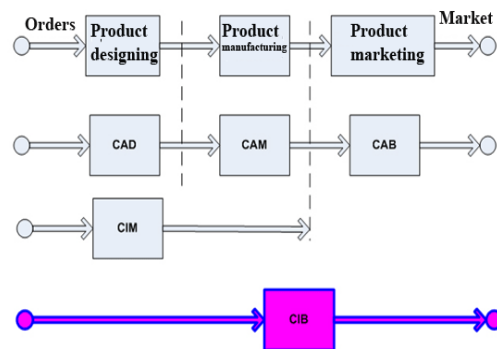 Orders
Market
Product
designing
Product
manufacturing
Product
marketing
CAD
CAM
CAB
CIM
CIB